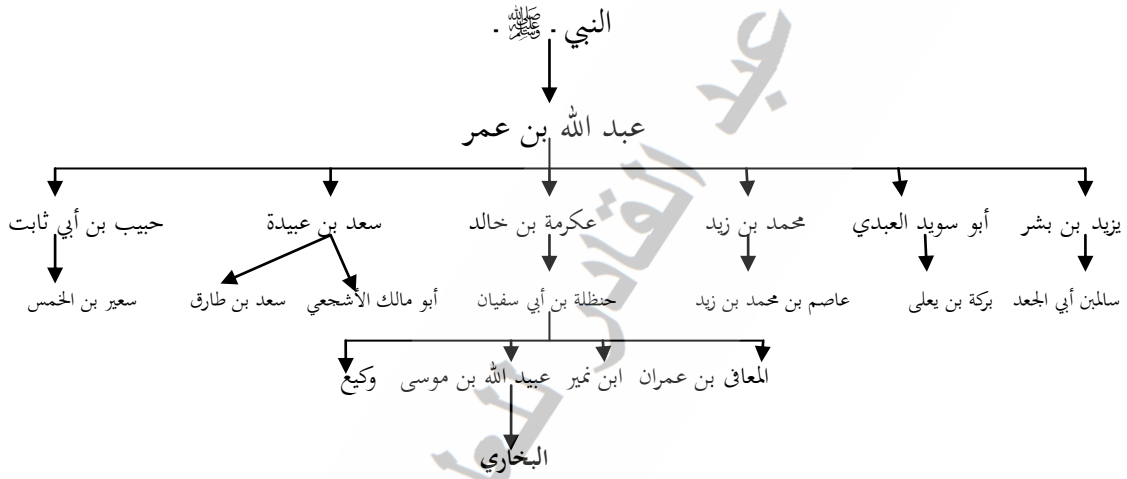 النبي . ﷺ .
عبد الله بن عمر
يزيد بن بشر أبو سويد العبدي محمد بن زيد عكرمة بن خالد سعد بن عبيدة حبيب بن أبي ثابت
سالمبن أبي الجعد بركة بن يعلى عاصم بن محمد بن زيد حنظلة بن أبي سفيان أبو مالك الأشجعي سعد بن طارق سعير بن الخمس
المعافى بن عمران ابن نمير عبيد الله بن موسى وكيع
البخاري
عبد القادر